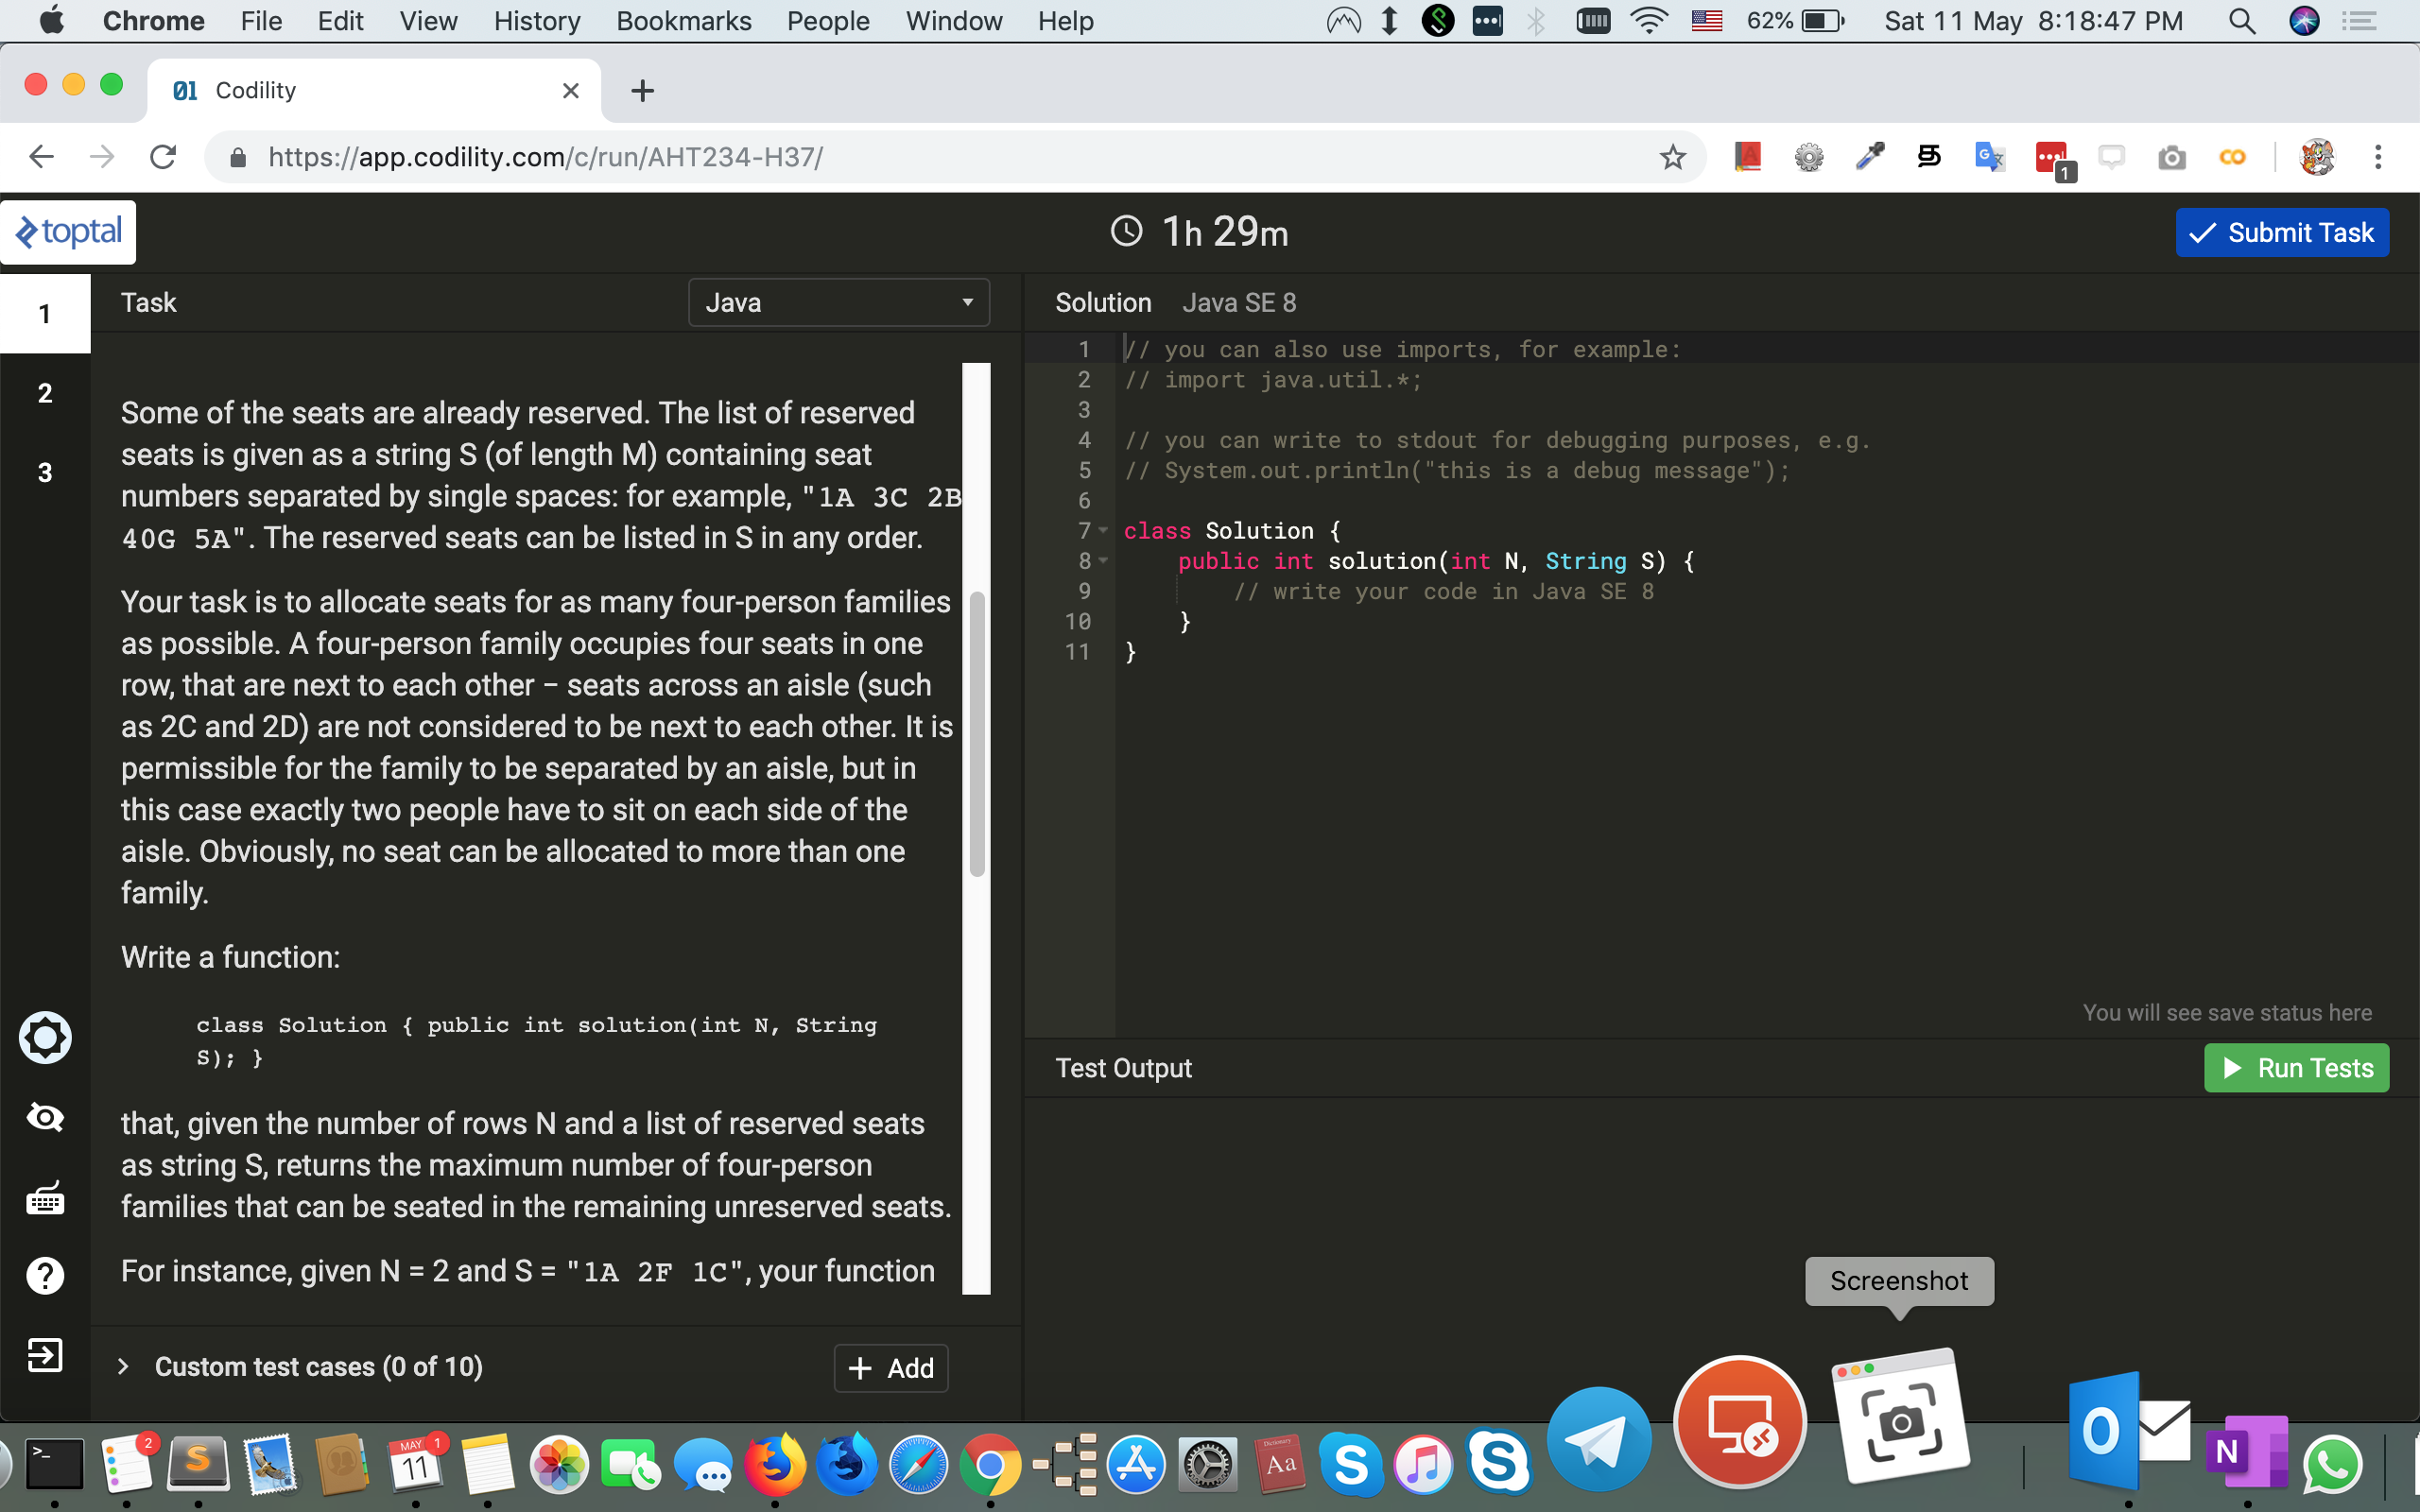 Chrome File Edit View History Bookmarks People Window Help 62% Sat 11 May 8:18:47 PM
01 Codility
https://app.codility.com/c/run/AHT234-H37/
1
toptal
1h 29m
Submit Task
1
2
3
Task
Java
Some of the seats are already reserved. The list of reserved
seats is given as a string S (of length M) containing seat
numbers separated by single spaces: for example, "1A 3C 2B
40G 5A". The reserved seats can be listed in S in any order.
Your task is to allocate seats for as many four-person families
as possible. A four-person family occupies four seats in one
row, that are next to each other – seats across an aisle (such
as 2C and 2D) are not considered to be next to each other. It is
permissible for the family to be separated by an aisle, but in
this case exactly two people have to sit on each side of the
aisle. Obviously, no seat can be allocated to more than one
family.
Write a function:
class Solution { public int solution(int N, String
S); }
that, given the number of rows N and a list of reserved seats
as string S, returns the maximum number of four-person
families that can be seated in the remaining unreserved seats.
For instance, given N = 2 and S = "1A 2F 1C", your function
Custom test cases (0 of 10)
+ Add
Solution Java SE 8
1 // you can also use imports, for example:
2 // import java.util.*;
3
4 // you can write to stdout for debugging purposes, e.g.
5 // System.out.println("this is a debug message");
6
7 class Solution {
8 public int solution(int N, String S) {
9 // write your code in Java SE 8
10 }
11 }
You will see save status here
Test Output
Run Tests
Screenshot
2
S
MAY
11
1
Dictionary
Aa
S
S
O
N